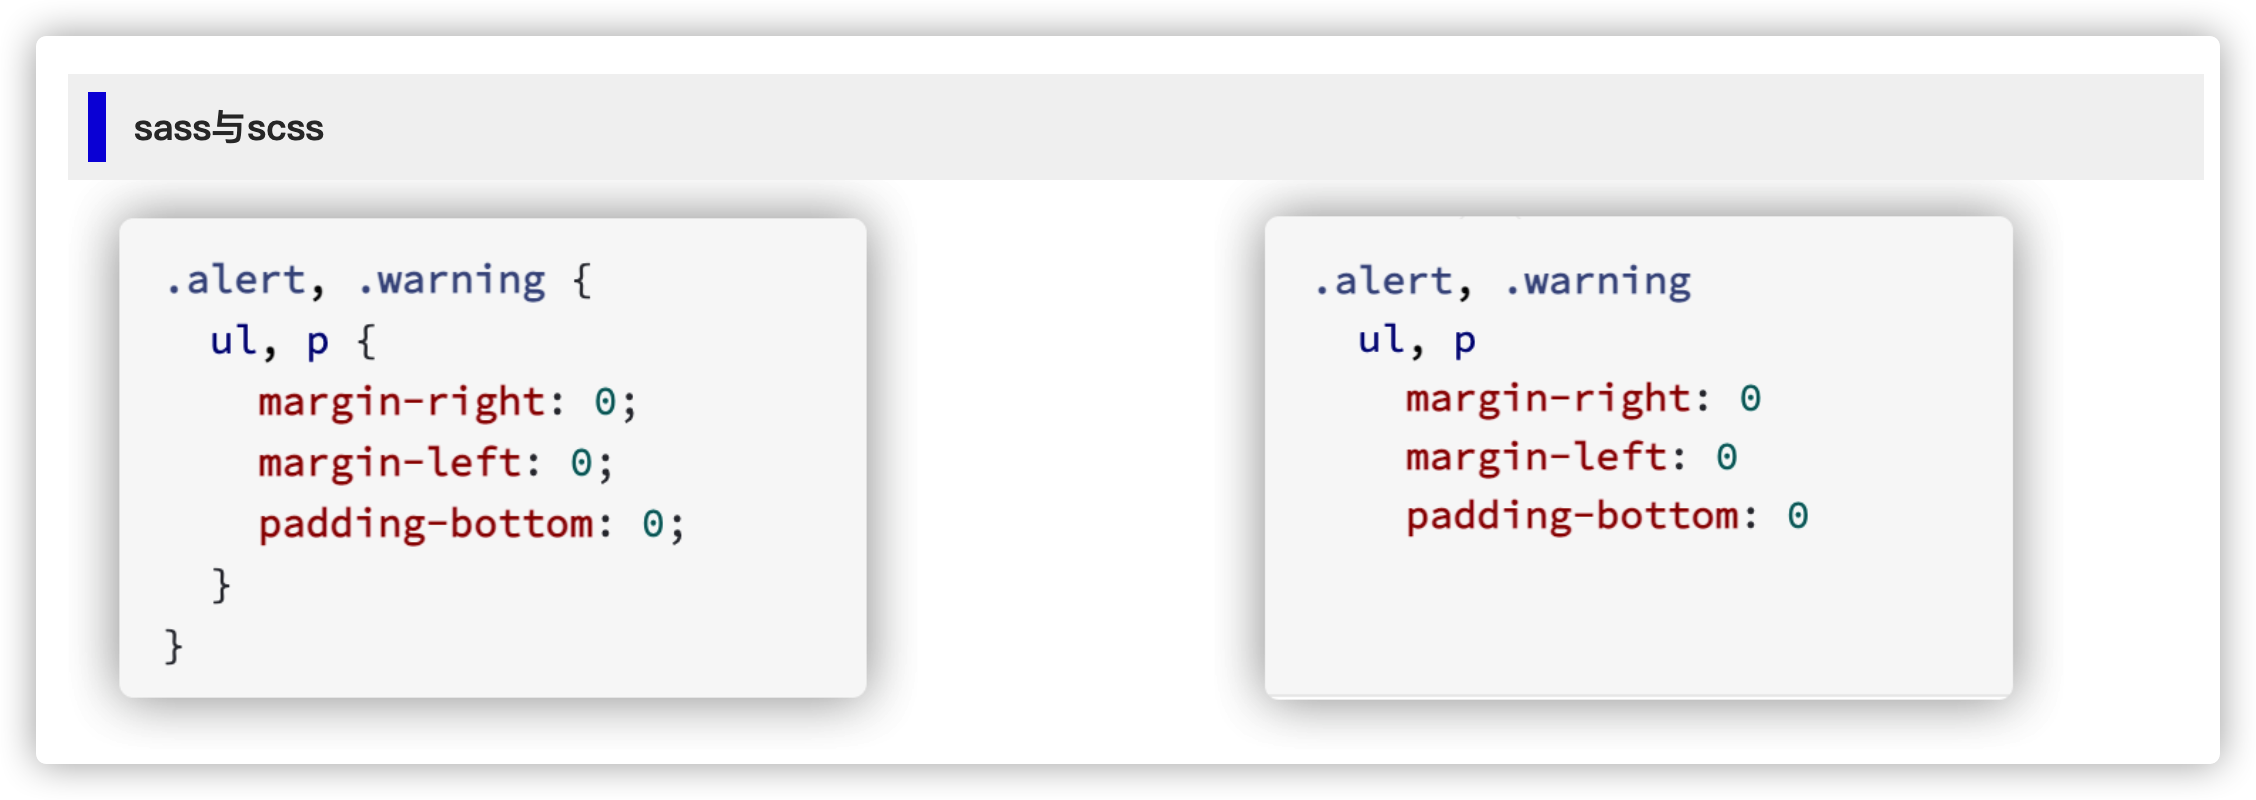 sass与scss
.alert, .warning {
  ul, p {
    margin-right: 0;
    margin-left: 0;
    padding-bottom: 0;
  }
}
.alert, .warning
  ul, p
    margin-right: 0
    margin-left: 0
    padding-bottom: 0